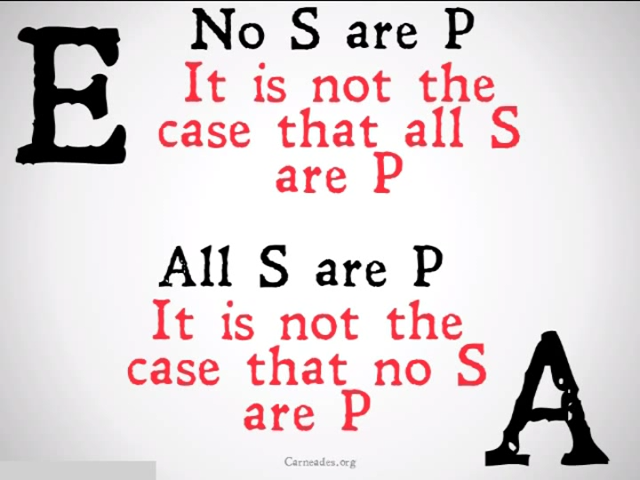 E
No S are P
It is not the
case that all S
are P
All S are P
It is not the
case that no S
are P
A
Carneades.org